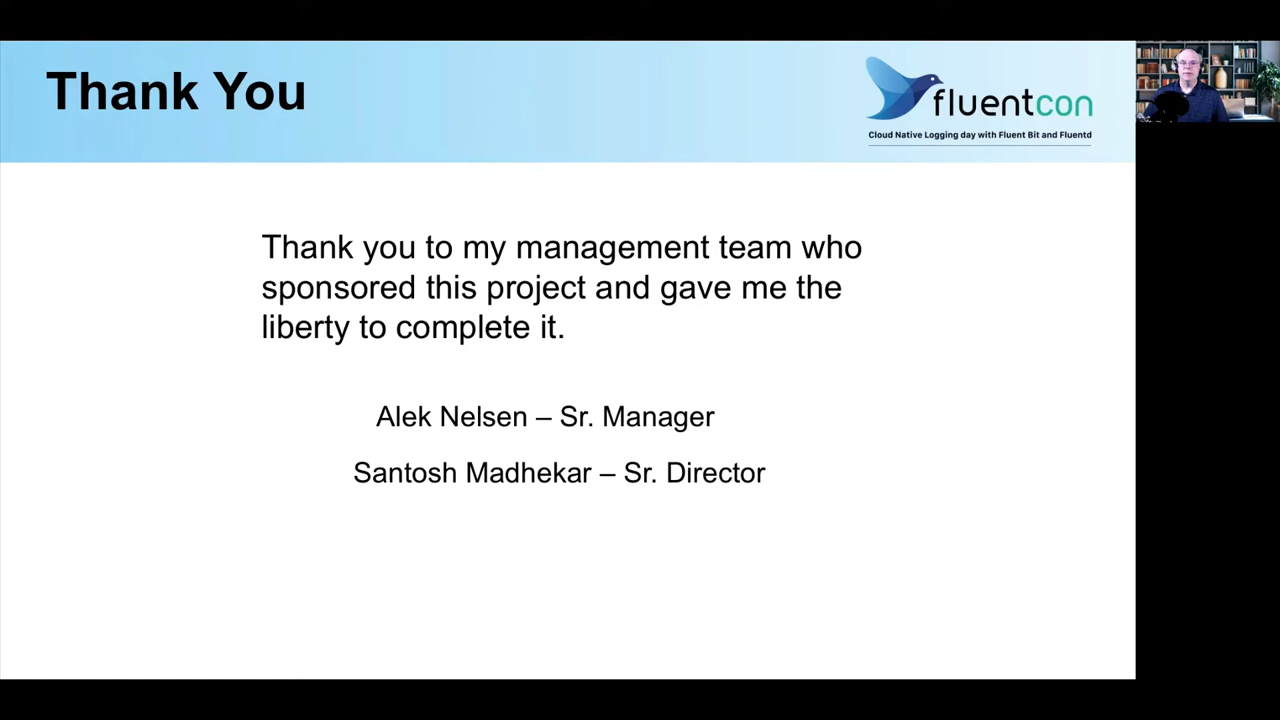 Thank You
fluentcon
Cloud Native Logging day with Fluent Bit and Fluentd
Thank you to my management team who
sponsored this project and gave me the
liberty to complete it.
Alek Nelsen – Sr. Manager
Santosh Madhekar – Sr. Director